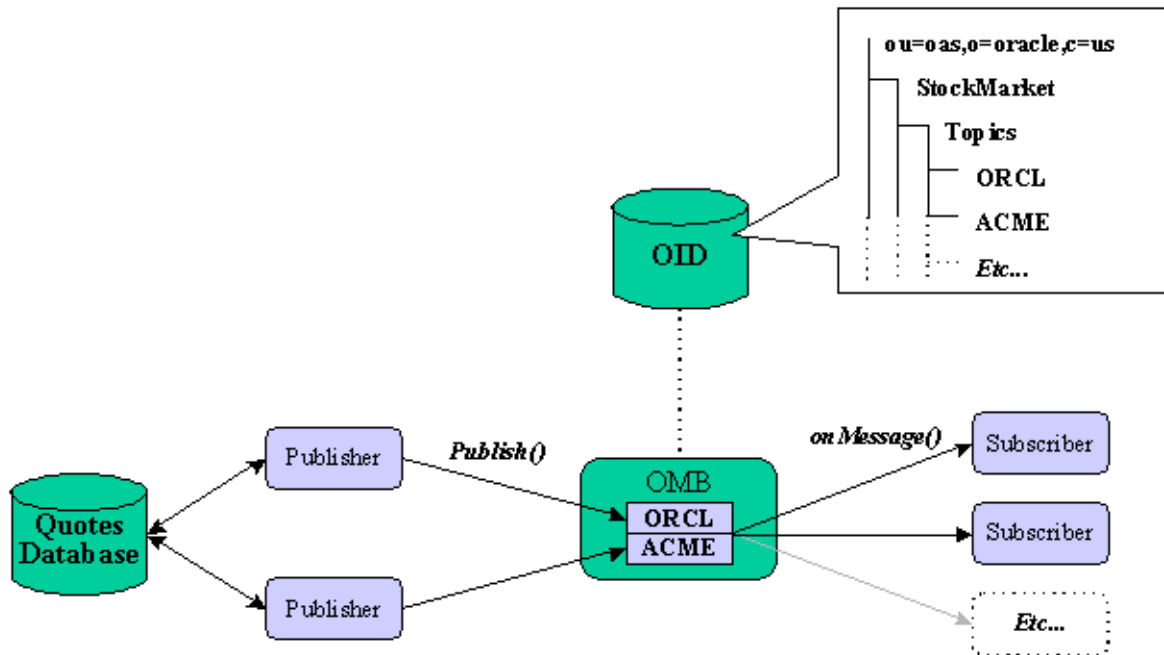 ou=oas,o=oracle,c=us
StockMarket
Topics
ORCL
ACME
Etc...
OID
Publisher
Publish()
onMessage()
Subscriber
OMB
ORCL
ACME
Quotes
Database
Subscriber
Publisher
Etc...